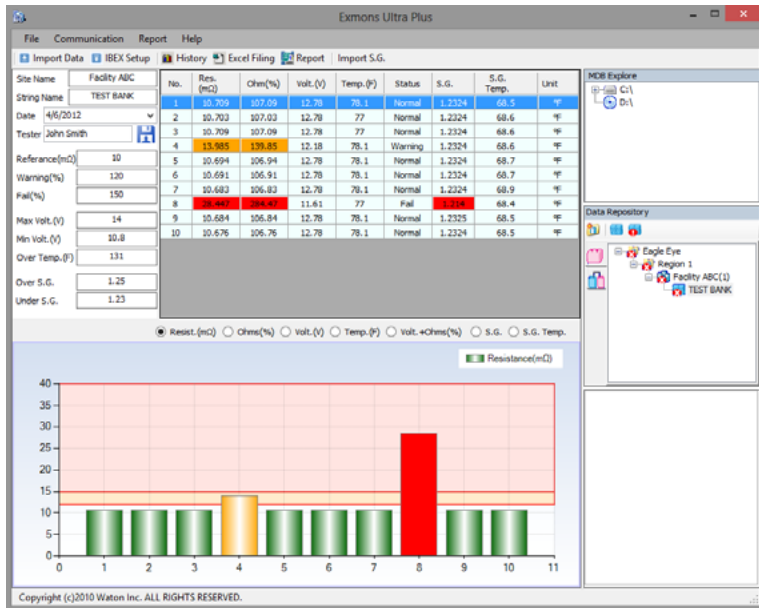 Exmons Ultra Plus
File Communication Report Help
Import Data IBEX Setup History Excel Filing Report Import S.G.
Site Name Facility ABC
String Name TEST BANK
Date 4/6/2012
Tester John Smith
Referance(mΩ) 10
Warning(%) 120
Fail(%) 150
Max Volt.(V) 14
Min Volt.(V) 10.8
Over Temp.(F) 131
Over S.G. 1.25
Under S.G. 1.23
No. Res.(mΩ) Ohm(%) Volt.(V) Temp.(F) Status S.G. S.G. Temp. Unit
1 10.709 107.09 12.78 78.1 Normal 1.2324 68.5 °F
2 10.703 107.03 12.78 77 Normal 1.2324 68.6 °F
3 10.709 107.09 12.78 77 Normal 1.2324 68.6 °F
4 13.985 139.85 12.18 78.1 Warning 1.2324 68.6 °F
5 10.694 106.94 12.78 78.1 Normal 1.2324 68.7 °F
6 10.691 106.91 12.78 78.1 Normal 1.2324 68.7 °F
7 10.683 106.83 12.78 78.1 Normal 1.2324 68.9 °F
8 28.447 284.47 11.61 77 Fail 1.214 68.4 °F
9 10.684 106.84 12.78 78.1 Normal 1.2325 68.5 °F
10 10.676 106.76 12.78 78.1 Normal 1.2324 68.5 °F
MDB Explore
C:\
D:\
Data Repository
Eagle Eye
Region 1
Facility ABC(1)
TEST BANK
Resist.(mΩ) Ohms(%) Volt.(V) Temp.(F) Volt.+Ohms(%) S.G. S.G. Temp.
Resistance(mΩ)
40
35
30
25
20
15
10
5
0
0 1 2 3 4 5 6 7 8 9 10 11
Copyright (c)2010 Waton Inc. ALL RIGHTS RESERVED.